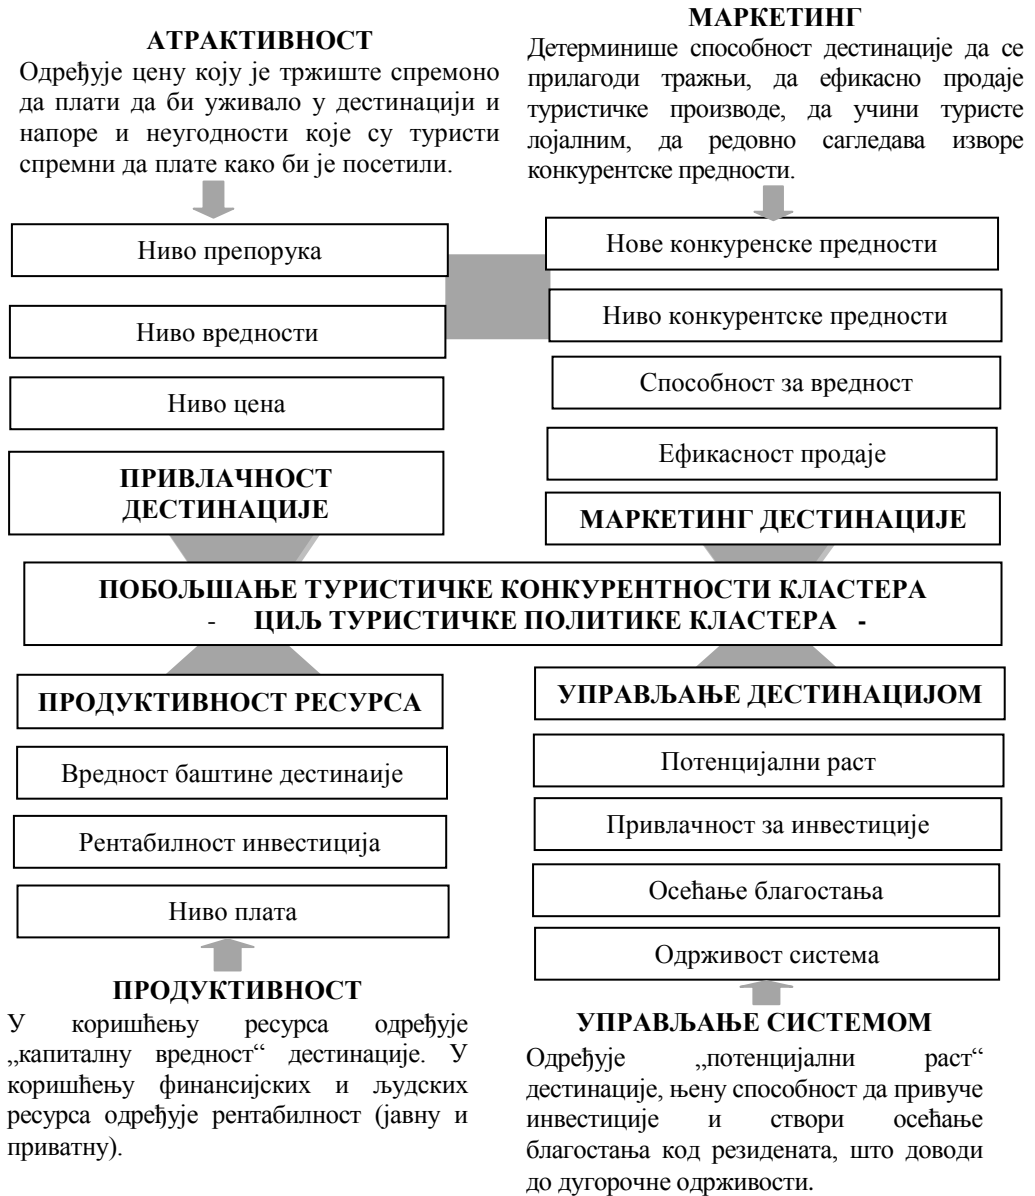 АТРАКТИВНОСТ
Одређује цену коју је тржиште спремоно
да плати да би уживало у дестинацији и
напоре и неугодности које су туристи
спремни да плате како би је посетили.
МАРКЕТИНГ
Детерминише способност дестинације да се
прилагоди тражњи, да ефикасно продаје
туристичке производе, да учини туристе
лојалним, да редовно сагледава изворе
конкурентске предности.
Ниво препорука
Ниво вредности
Ниво цена
ПРИВЛАЧНОСТ
ДЕСТИНАЦИЈЕ
Нове конкуренске предности
Ниво конкурентске предности
Способност за вредност
Ефикасност продаје
МАРКЕТИНГ ДЕСТИНАЦИЈЕ
ПОБОЉШАЊЕ ТУРИСТИЧКЕ КОНКУРЕНТНОСТИ КЛАСТЕРА
- ЦИЉ ТУРИСТИЧКЕ ПОЛИТИКЕ КЛАСТЕРА -
ПРОДУКТИВНОСТ РЕСУРСА
Вредност баштине дестинаије
Рентабилност инвестиција
Ниво плата
ПРОДУКТИВНОСТ
У коришћењу ресурса одређује
„капиталну вредност“ дестинације. У
коришћењу финансијских и људских
ресурса одређује рентабилност (јавну и
приватну).
УПРАВЉАЊЕ ДЕСТИНАЦИЈОМ
Потенцијални раст
Привлачност за инвестиције
Осећање благостања
Одрживост система
УПРАВЉАЊЕ СИСТЕМОМ
Одређује „потенцијални раст“
дестинације, њену способност да привуче
инвестиције и створи осећање
благостања код резидената, што доводи
до дугорочне одрживости.